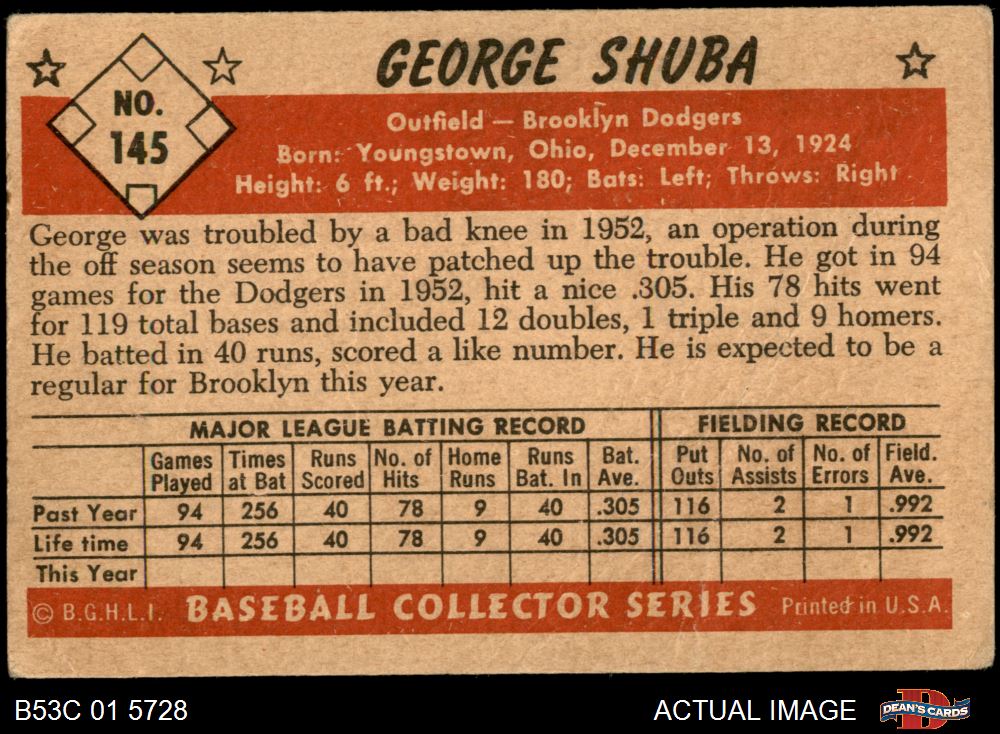 GEORGE SHUBA
NO.
145
Outfield — Brooklyn Dodgers
Born: Youngstown, Ohio, December 13, 1924
Height: 6 ft.; Weight: 180; Bats: Left; Throws: Right
George was troubled by a bad knee in 1952, an operation during
the off season seems to have patched up the trouble. He got in 94
games for the Dodgers in 1952, hit a nice .305. His 78 hits went
for 119 total bases and included 12 doubles, 1 triple and 9 homers.
He batted in 40 runs, scored a like number. He is expected to be a
regular for Brooklyn this year.
MAJOR LEAGUE BATTING RECORD FIELDING RECORD
Games Times Runs No. of Home Runs Bat. Put No. of No. of Field.
Played at Bat Scored Hits Runs Bat. In Ave. Outs Assists Errors Ave.
Past Year 94 256 40 78 9 40 .305 116 2 1 .992
Life time 94 256 40 78 9 40 .305 116 2 1 .992
This Year
© B.G.H.L.I. BASEBALL COLLECTOR SERIES Printed in U.S.A.
B53C 01 5728 ACTUAL IMAGE DEAN'S CARDS